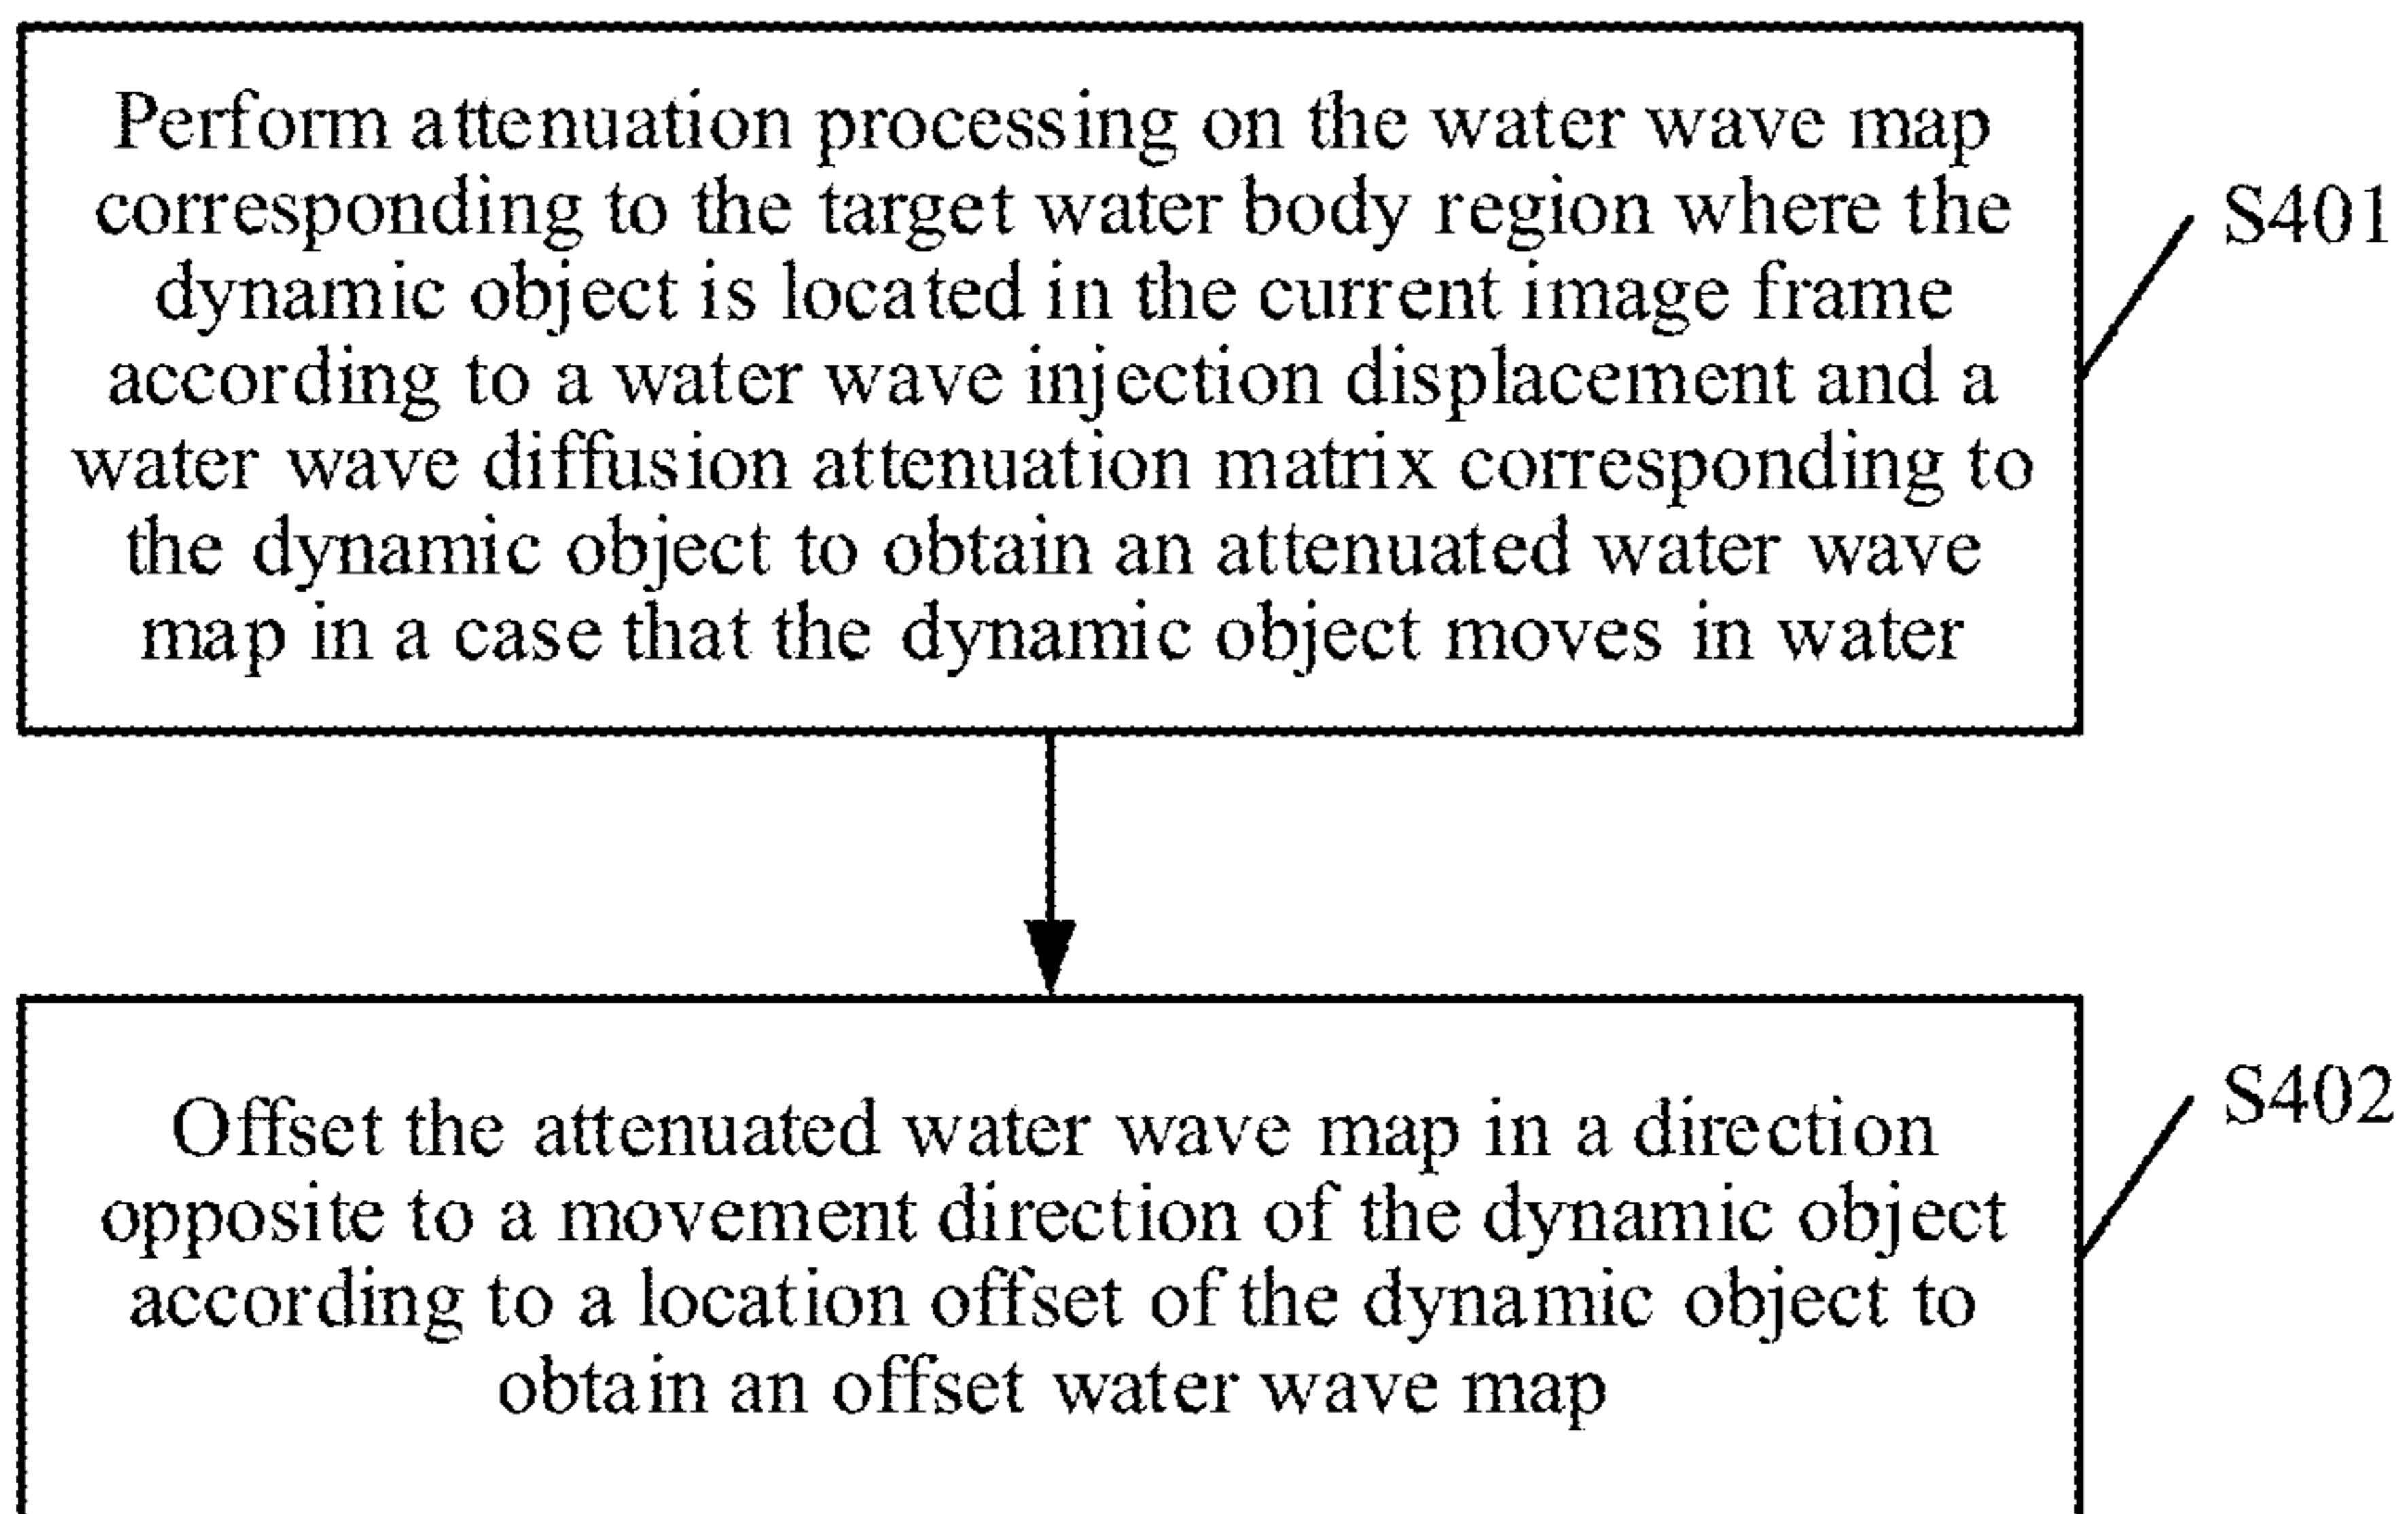 Perform attenuation processing on the water wave map
corresponding to the target water body region where the
dynamic object is located in the current image frame
according to a water wave injection displacement and a
water wave diffusion attenuation matrix corresponding to
the dynamic object to obtain an attenuated water wave
map in a case that the dynamic object moves in water
S401
Offset the attenuated water wave map in a direction
opposite to a movement direction of the dynamic object
according to a location offset of the dynamic object to
obtain an offset water wave map
S402